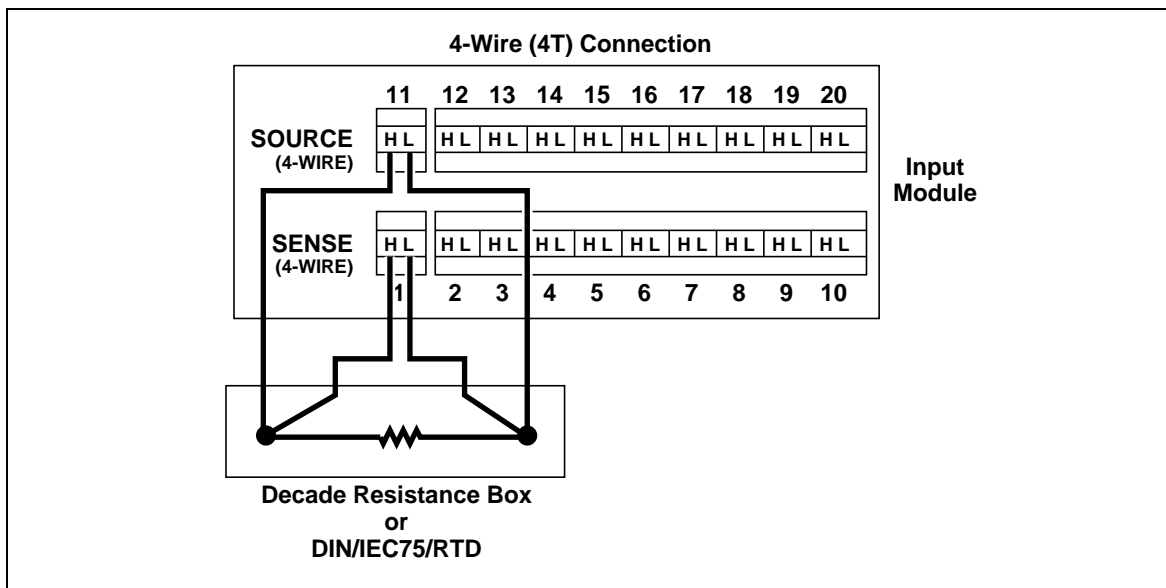 4-Wire (4T) Connection
11 12 13 14 15 16 17 18 19 20
SOURCE
(4-WIRE)
H L H L H L H L H L H L H L H L H L H L
Input
Module
SENSE
(4-WIRE)
H L H L H L H L H L H L H L H L H L H L
1 2 3 4 5 6 7 8 9 10
Decade Resistance Box
or
DIN/IEC75/RTD